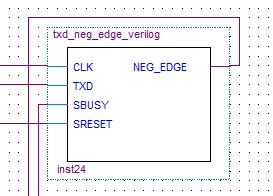 txd_neg_edge_verilog
CLK NEG_EDGE
TXD
SBUSY
SRESET
inst24